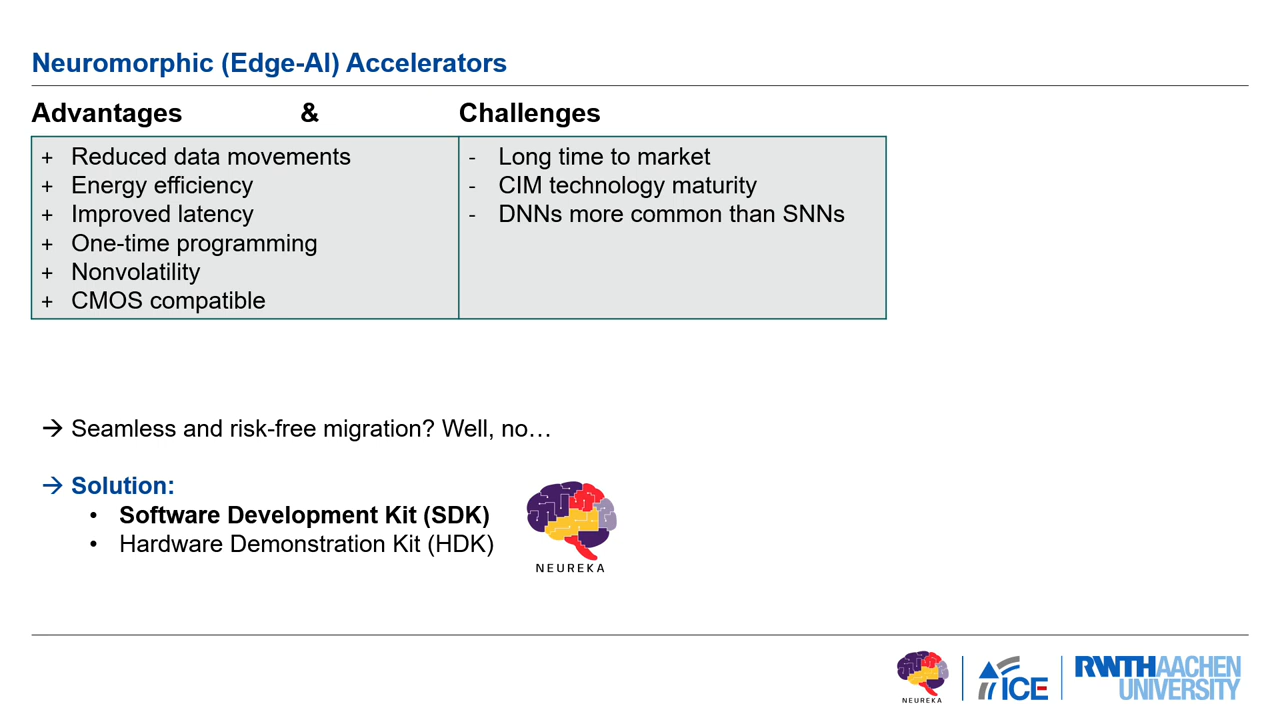 Neuromorphic (Edge-AI) Accelerators
Advantages & Challenges
+ Reduced data movements
+ Energy efficiency
+ Improved latency
+ One-time programming
+ Nonvolatility
+ CMOS compatible
- Long time to market
- CIM technology maturity
- DNNs more common than SNNs
→ Seamless and risk-free migration? Well, no…
→ Solution:
• Software Development Kit (SDK)
• Hardware Demonstration Kit (HDK)
NEUREKA
NEUREKA
ICE
RWTH AACHEN
UNIVERSITY